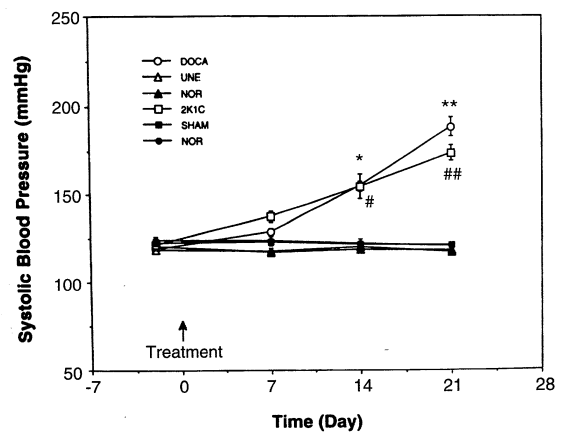 250
200
150
100
50
Systolic Blood Pressure (mmHg)
DOCA
UNE
NOR
2K1C
SHAM
NOR
**
*
#
##
Treatment
-7
0
7
14
21
28
Time (Day)